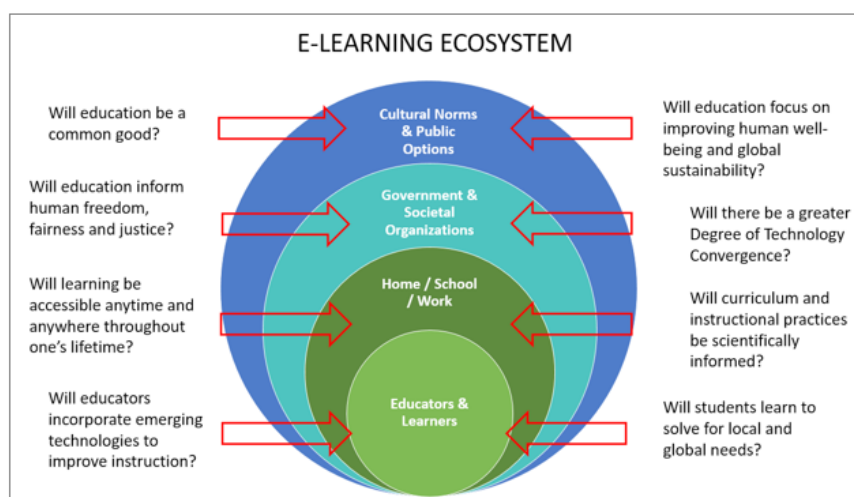 E-LEARNING ECOSYSTEM
Will education be a
common good?
Cultural Norms
& Public
Options
Will education focus on
improving human well-
being and global
sustainability?
Will education inform
human freedom,
fairness and justice?
Government &
Societal
Organizations
Will there be a greater
Degree of Technology
Convergence?
Will learning be
accessible anytime and
anywhere throughout
one’s lifetime?
Home / School
/ Work
Will curriculum and
instructional practices
be scientifically
informed?
Will educators
incorporate emerging
technologies to
improve instruction?
Educators &
Learners
Will students learn to
solve for local and
global needs?